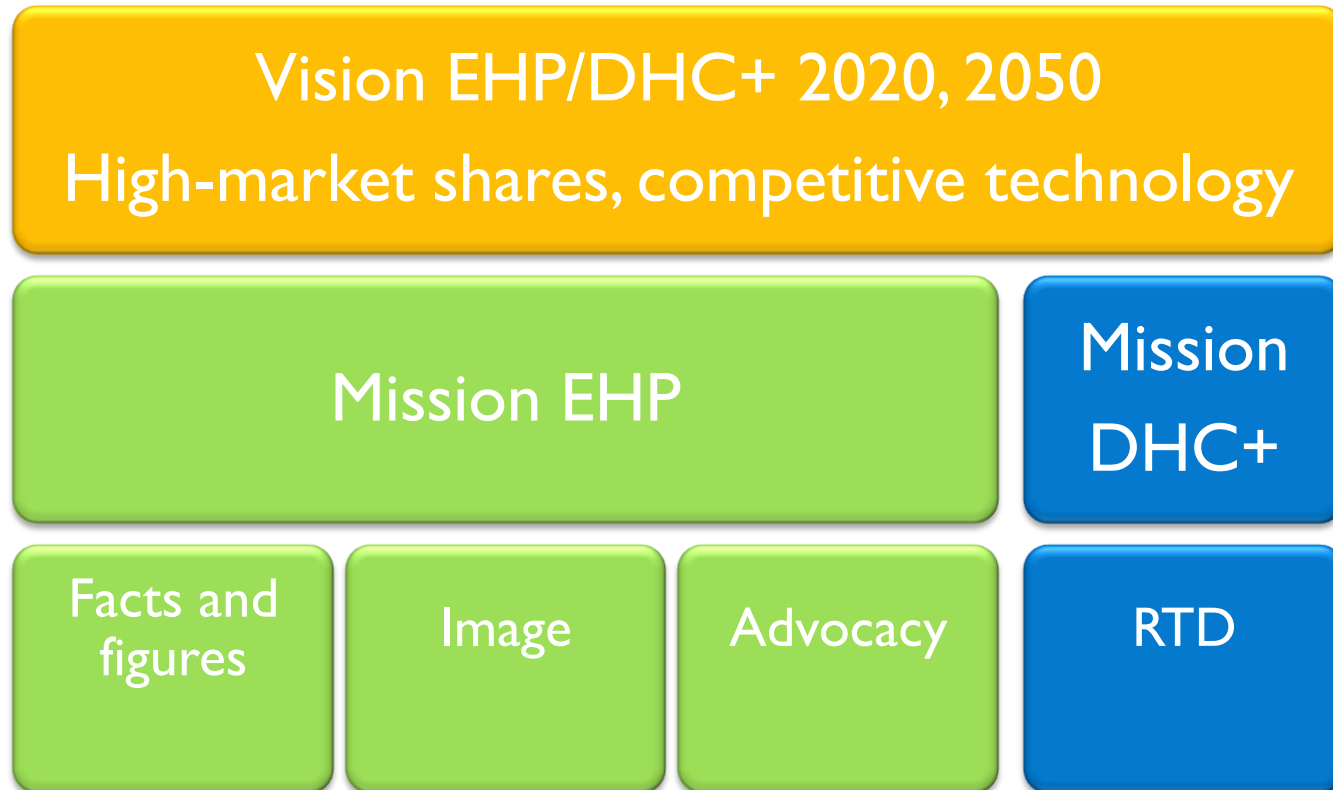 Vision EHP/DHC+ 2020, 2050
High-market shares, competitive technology
Mission EHP
Mission
DHC+
Facts and
figures
Image
Advocacy
RTD